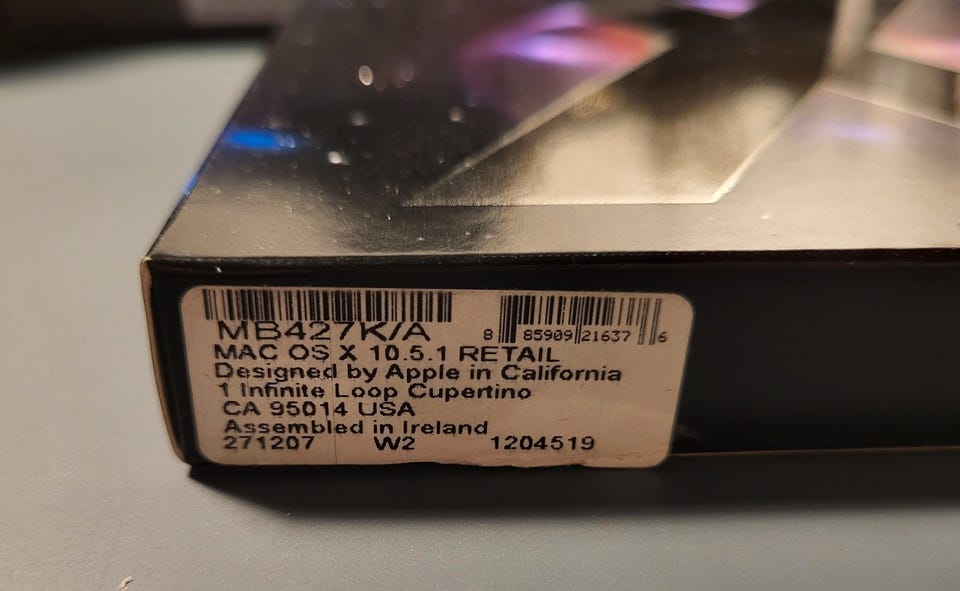 MB427K/A
8 85909 21637 6
MAC OS X 10.5.1 RETAIL
Designed by Apple in California
1 Infinite Loop Cupertino
CA 95014 USA
Assembled in Ireland
271207 W2 1204519